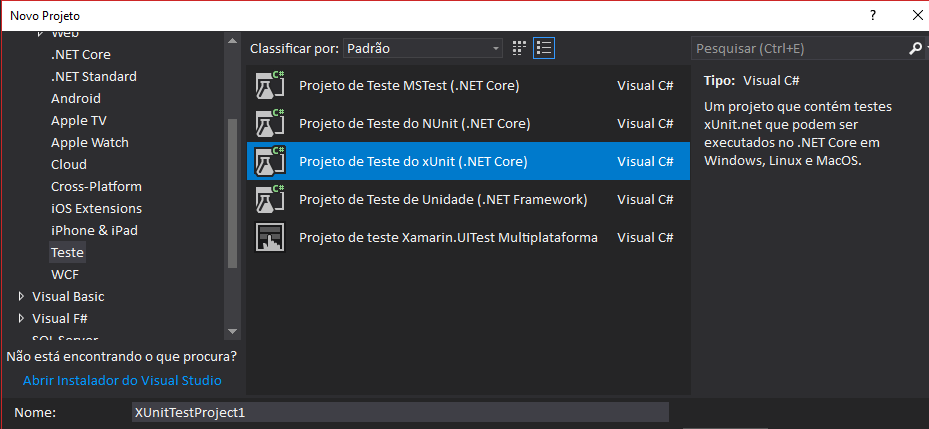 Novo Projeto
?
Web
.NET Core
.NET Standard
Android
Apple TV
Apple Watch
Cloud
Cross-Platform
iOS Extensions
iPhone & iPad
Teste
WCF
Visual Basic
Visual F#
SQL Server
Não está encontrando o que procura?
Abrir Instalador do Visual Studio
Classificar por: Padrão
C# Projeto de Teste MSTest (.NET Core) Visual C#
C# Projeto de Teste do NUnit (.NET Core) Visual C#
C# Projeto de Teste do xUnit (.NET Core) Visual C#
C# Projeto de Teste de Unidade (.NET Framework) Visual C#
Projeto de teste Xamarin.UITest Multiplataforma Visual C#
Pesquisar (Ctrl+E)
Tipo: Visual C#
Um projeto que contém testes
xUnit.net que podem ser
executados no .NET Core em
Windows, Linux e MacOS.
Nome: XUnitTestProject1